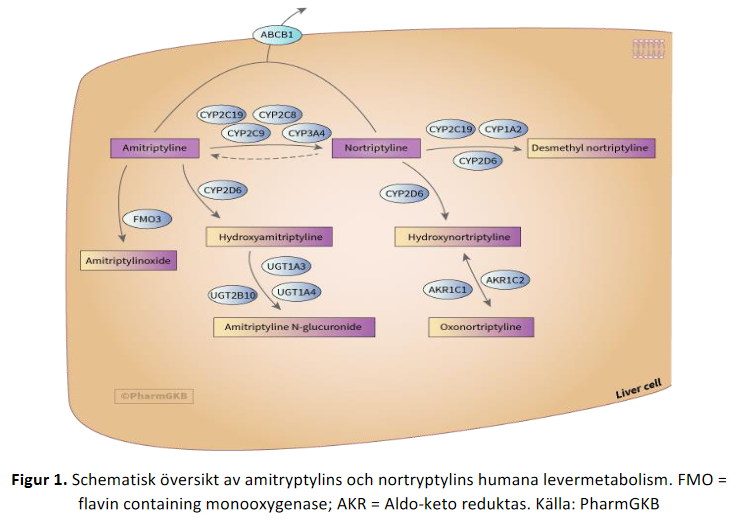 ABCB1
CYP2C19 CYP2C8
CYP2C9 CYP3A4
CYP2C19 CYP1A2
Amitriptyline
Nortriptyline
Desmethyl nortriptyline
CYP2D6
CYP2D6
CYP2D6
FMO3
Hydroxyamitriptyline
Hydroxynortriptyline
Amitriptylinoxide
UGT1A3
UGT2B10 UGT1A4
AKR1C1 AKR1C2
Amitriptyline N-glucuronide
Oxonortriptyline
©PharmGKB
Liver cell
Figur 1. Schematisk översikt av amitryptylins och nortryptylins humana levermetabolism. FMO =
flavin containing monooxygenase; AKR = Aldo-keto reduktas. Källa: PharmGKB